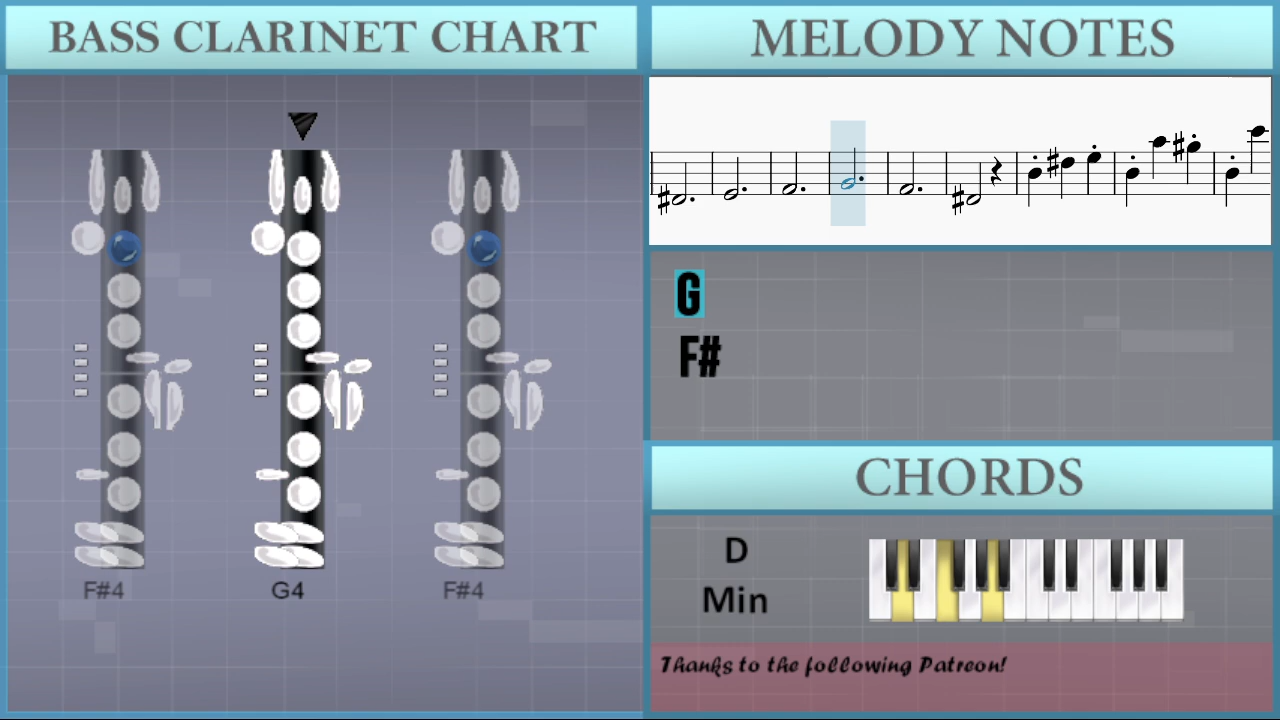 BASS CLARINET CHART
F#4
G4
F#4
MELODY NOTES
G
F#
CHORDS
D
Min
Thanks to the following Patreon!